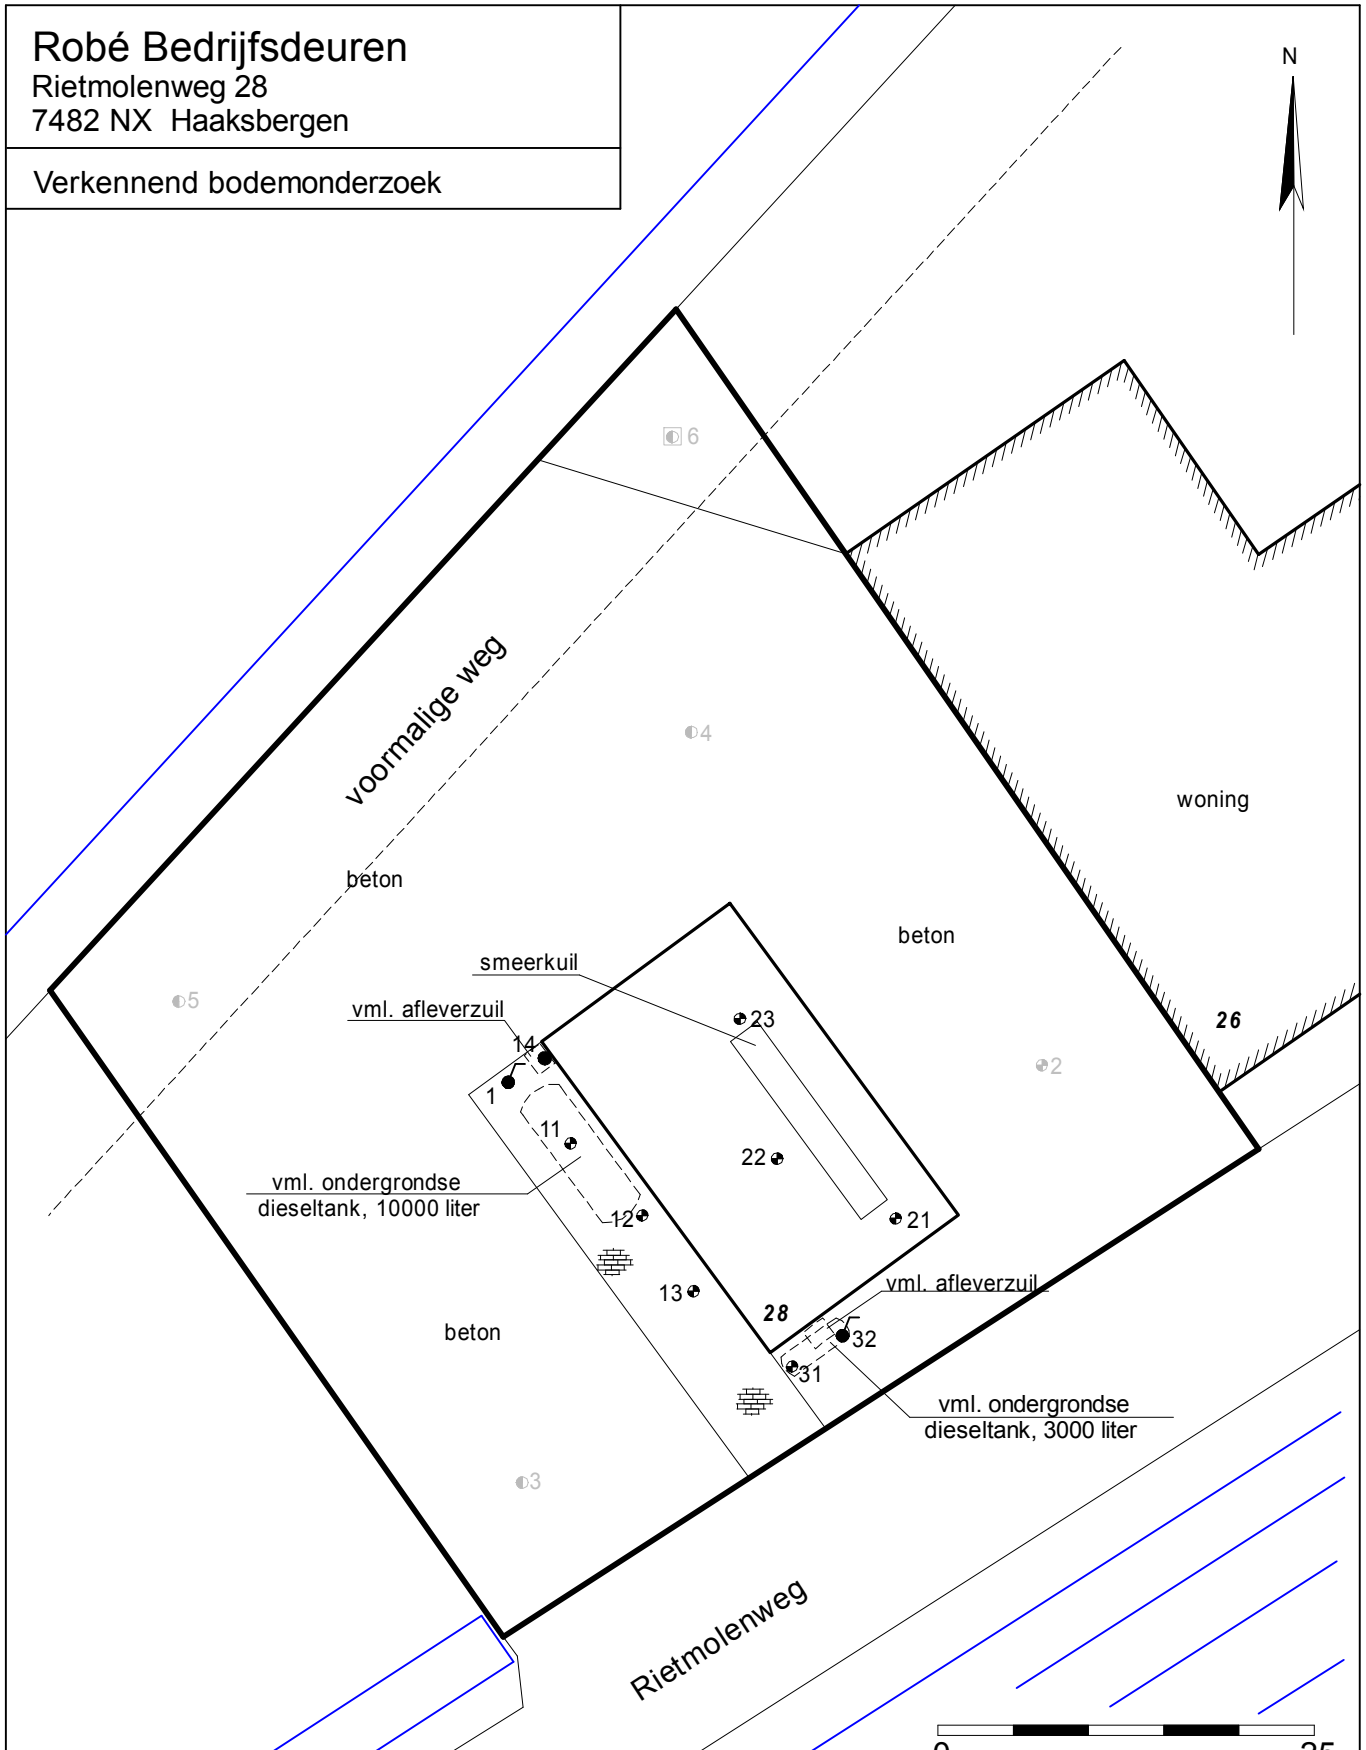 Robé Bedrijfsdeuren
Rietmolenweg 28
7482 NX Haaksbergen
Verkennend bodemonderzoek
N
6
voormalige weg
4
woning
beton
beton
smeerkuil
5
vml. afleverzuil
23
26
14
2
1
11
22
vml. ondergrondse
dieseltank, 10000 liter
12
21
13
28
vml. afleverzuil
beton
32
31
vml. ondergrondse
dieseltank, 3000 liter
3
Rietmolenweg
0
25